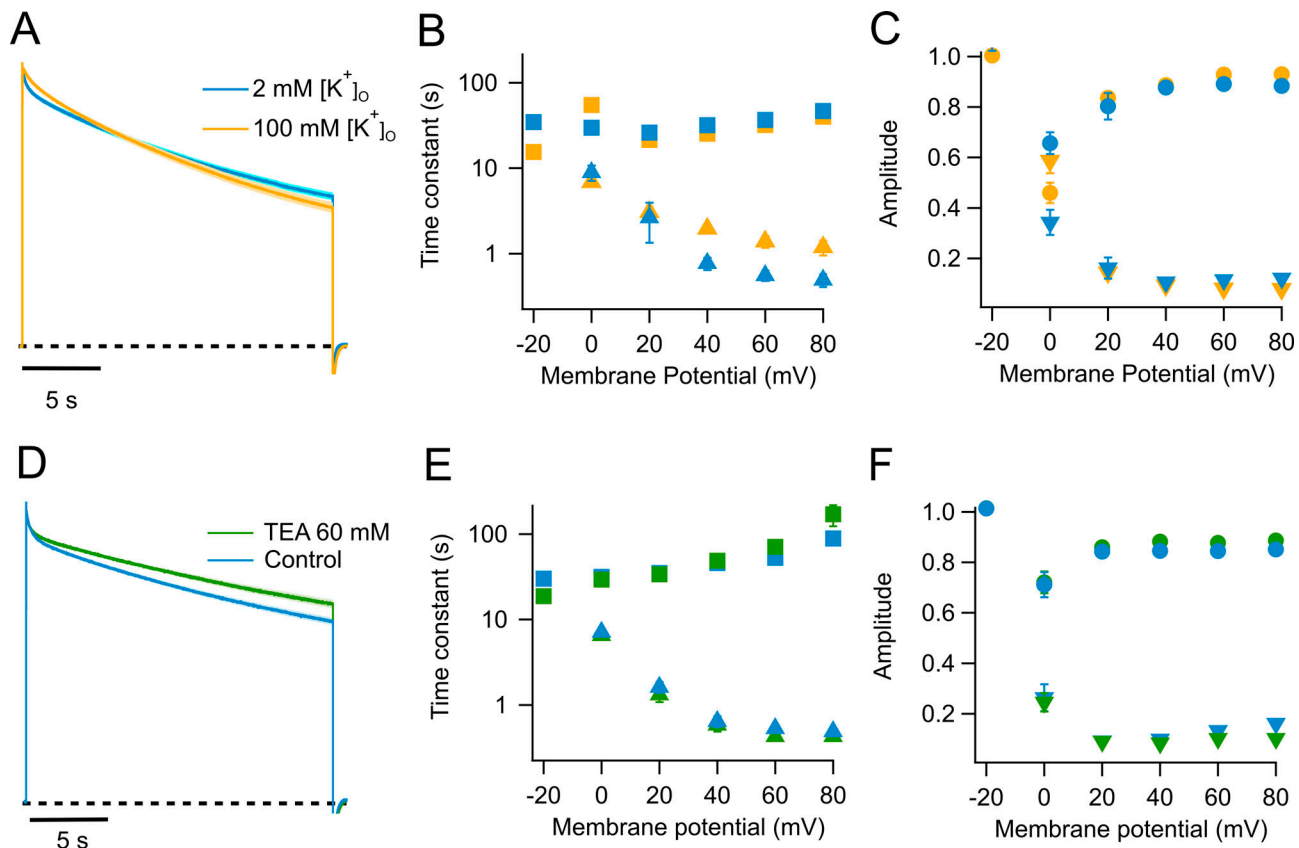 A
2 mM [K+]O
100 mM [K+]O
5 s
B
Time constant (s)
100
10
1
-20 0 20 40 60 80
Membrane Potential (mV)
C
Amplitude
1.0
0.8
0.6
0.4
0.2
-20 0 20 40 60 80
Membrane Potential (mV)
D
TEA 60 mM
Control
5 s
E
Time constant (s)
100
10
1
-20 0 20 40 60 80
Membrane potential (mV)
F
Amplitude
1.0
0.8
0.6
0.4
0.2
-20 0 20 40 60 80
Membrane potential (mV)